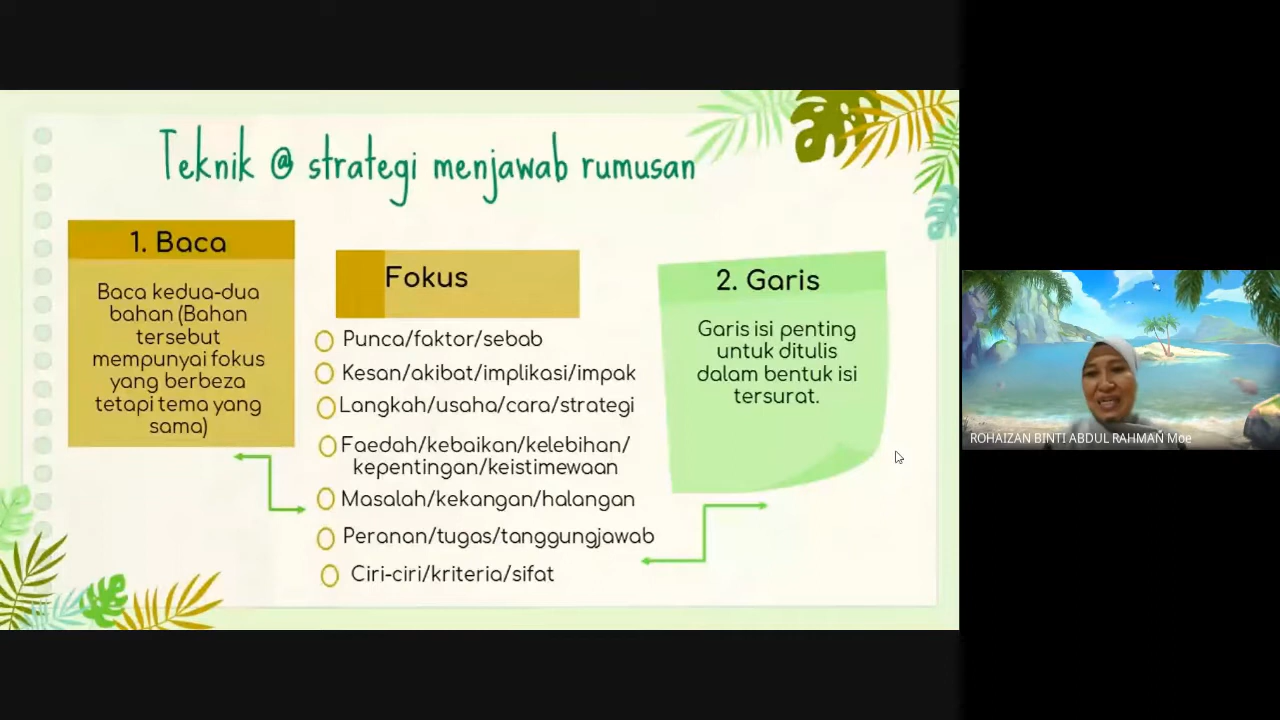 Teknik @ strategi menjawab rumusan
1. Baca
Baca kedua-dua
bahan (Bahan
tersebut
mempunyai fokus
yang berbeza
tetapi tema yang
sama)
Fokus
Punca/faktor/sebab
Kesan/akibat/implikasi/impak
Langkah/usaha/cara/strategi
Faedah/kebaikan/kelebihan/
kepentingan/keistimewaan
Masalah/kekangan/halangan
Peranan/tugas/tanggungjawab
Ciri-ciri/kriteria/sifat
2. Garis
Garis isi penting
untuk ditulis
dalam bentuk isi
tersurat.
ROHAIZAN BINTI ABDUL RAHMAN Moe